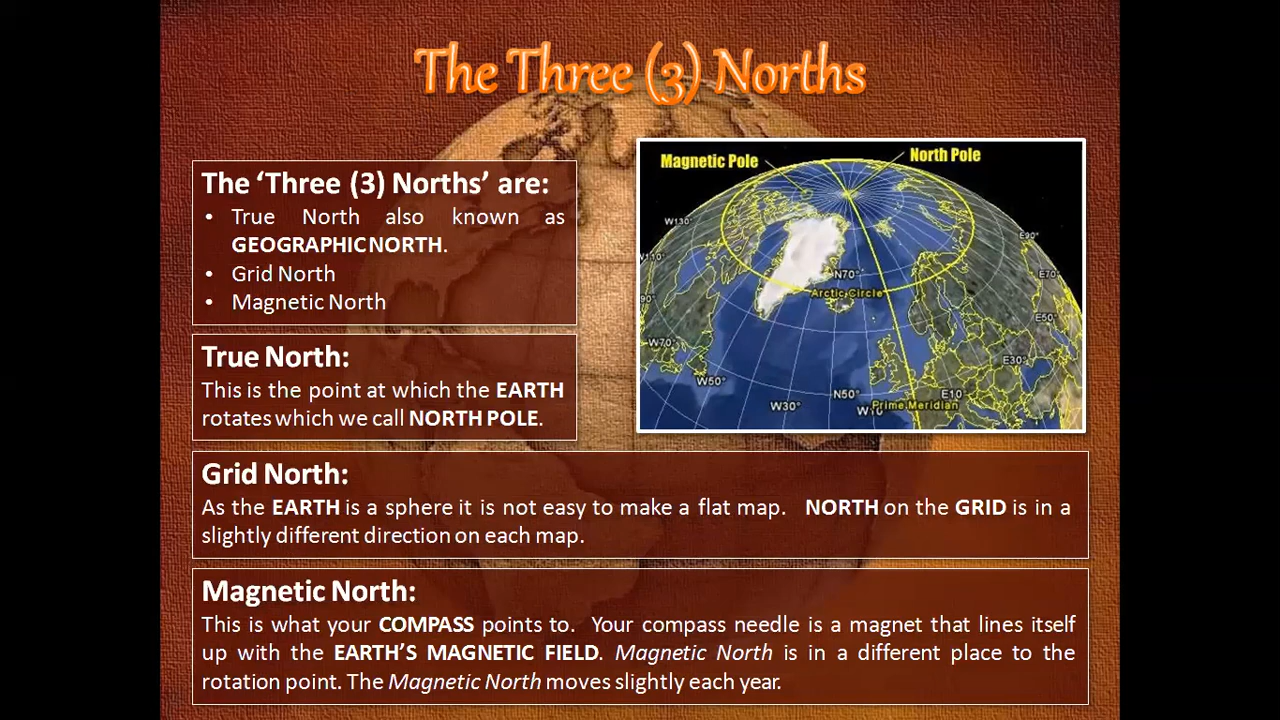 The Three (3) Norths
The ‘Three (3) Norths’ are:
• True North also known as
GEOGRAPHIC NORTH.
• Grid North
• Magnetic North
True North:
This is the point at which the EARTH
rotates which we call NORTH POLE.
Magnetic Pole
North Pole
W130°
E90°
W110°
N70°
E70°
Arctic Circle
90°
E50°
W70°
E30°
W50°
N50°
E10
W30°
W10
Prime Meridian
Grid North:
As the EARTH is a sphere it is not easy to make a flat map. NORTH on the GRID is in a
slightly different direction on each map.
Magnetic North:
This is what your COMPASS points to. Your compass needle is a magnet that lines itself
up with the EARTH’S MAGNETIC FIELD. Magnetic North is in a different place to the
rotation point. The Magnetic North moves slightly each year.